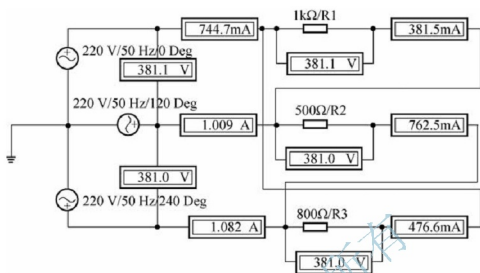 744.7mA
1kΩ/R1
381.5mA
220 V/50 Hz/0 Deg
381.1 V
381.1 V
220 V/50 Hz/120 Deg
500Ω/R2
1.009 A
762.5mA
381.0 V
381.0 V
220 V/50 Hz/240 Deg
800Ω/R3
1.082 A
476.6mA
381.0 V
所有